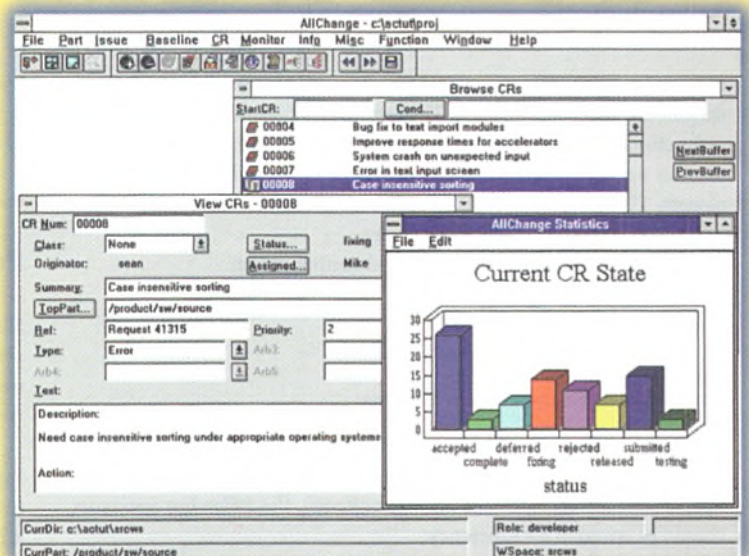 AllChange - c:\actut\proj
File Part Issue Baseline CR Monitor Info Misc Function Window Help
Browse CRs
StartCR: Cond...
00004 Bug fix to text import modules
00005 Improve response times for accelerators
00006 System crash on unexpected input
00007 Error in text input screen
00008 Case insensitive sorting
NextBuffer
PrevBuffer
View CRs - 00008
CR Num: 00008
Class: None Status... fixing
Originator: sean Assigned... Mike
Summary: Case insensitive sorting
TopPart... /product/sw/source
Ref: Request 41315 Priority: 2
Type: Error Arb3:
Arb4: Arb5:
Text:
Description:
Need case insensitive sorting under appropriate operating systems
Action:
AllChange Statistics
File Edit
Current CR State
30
25
20
15
10
5
0
accepted deferred rejected submitted
complete fixing released testing
status
CurrDir: c:\actut\srcws Role: developer
CurrPart: /product/sw/source WSpace: srcws